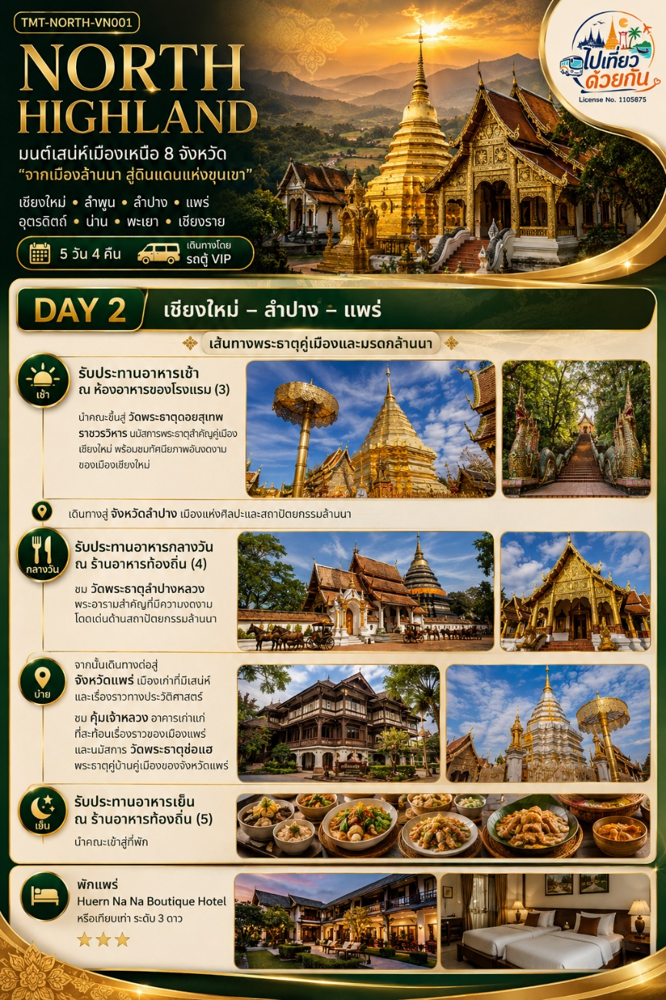 TMT-NORTH-VN001
NORTH
HIGHLAND
มนต์เสน่ห์เมืองเหนือ 8 จังหวัด
“จากเมืองล้านนา สู่ดินแดนแห่งขุนเขา”
เชียงใหม่ • ลำพูน • ลำปาง • แพร่
อุตรดิตถ์ • น่าน • พะเยา • เชียงราย
5 วัน 4 คืน
เดินทางโดย
รถตู้ VIP
ไปเที่ยว
ด้วยกัน
License No. 1105875
DAY 2
เชียงใหม่ – ลำปาง – แพร่
เส้นทางพระธาตุคู่เมืองและมรดกล้านนา
เช้า
รับประทานอาหารเช้า
ณ ห้องอาหารของโรงแรม (3)
นำคณะขึ้นสู่ วัดพระธาตุดอยสุเทพ
ราชวรวิหาร นมัสการพระธาตุสำคัญคู่เมือง
เชียงใหม่ พร้อมชมทัศนียภาพอันงดงาม
ของเมืองเชียงใหม่
เดินทางสู่ จังหวัดลำปาง เมืองแห่งศิลปะและสถาปัตยกรรมล้านนา
กลางวัน
รับประทานอาหารกลางวัน
ณ ร้านอาหารท้องถิ่น (4)
ชม วัดพระธาตุลำปางหลวง
พระอารามสำคัญที่มีความงดงาม
โดดเด่นด้านสถาปัตยกรรมล้านนา
บ่าย
จากนั้นเดินทางต่อสู่
จังหวัดแพร่ เมืองเก่าที่มีเสน่ห์
และเรื่องราวทางประวัติศาสตร์
ชม คุ้มเจ้าหลวง อาคารเก่าแก่
ที่สะท้อนเรื่องราวของเมืองแพร่
และนมัสการ วัดพระธาตุช่อแฮ
พระธาตุคู่บ้านคู่เมืองของจังหวัดแพร่
เย็น
รับประทานอาหารเย็น
ณ ร้านอาหารท้องถิ่น (5)
นำคณะเข้าสู่ที่พัก
พักแพร่
Huern Na Na Boutique Hotel
หรือเทียบเท่า ระดับ 3 ดาว